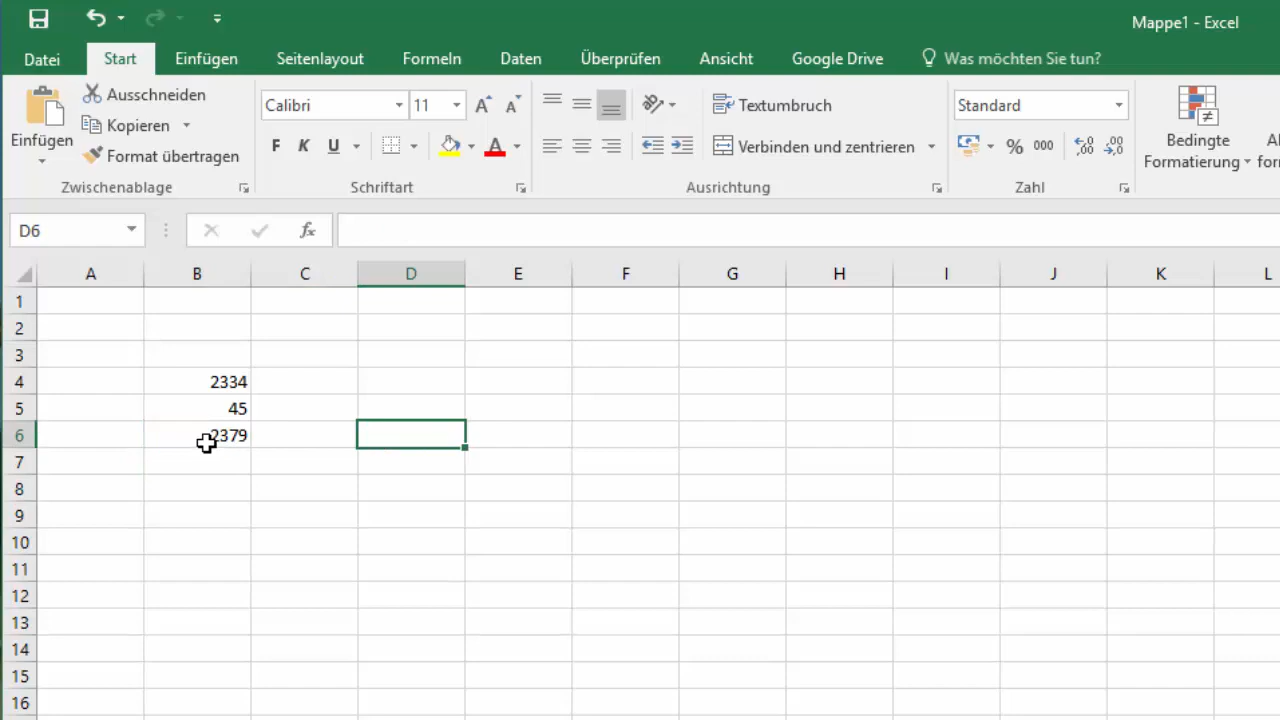 Mappe1 - Excel
Datei Start Einfügen Seitenlayout Formeln Daten Überprüfen Ansicht Google Drive Was möchten Sie tun?
Einfügen
Ausschneiden
Kopieren
Format übertragen
Zwischenablage
Calibri 11
F K U
Schriftart
Textumbruch
Verbinden und zentrieren
Ausrichtung
Standard
% 000
Zahl
Bedingte
Formatierung
D6 fx
A B C D E F G H I J K L
1
2
3
4 2334
5 45
6 2379
7
8
9
10
11
12
13
14
15
16